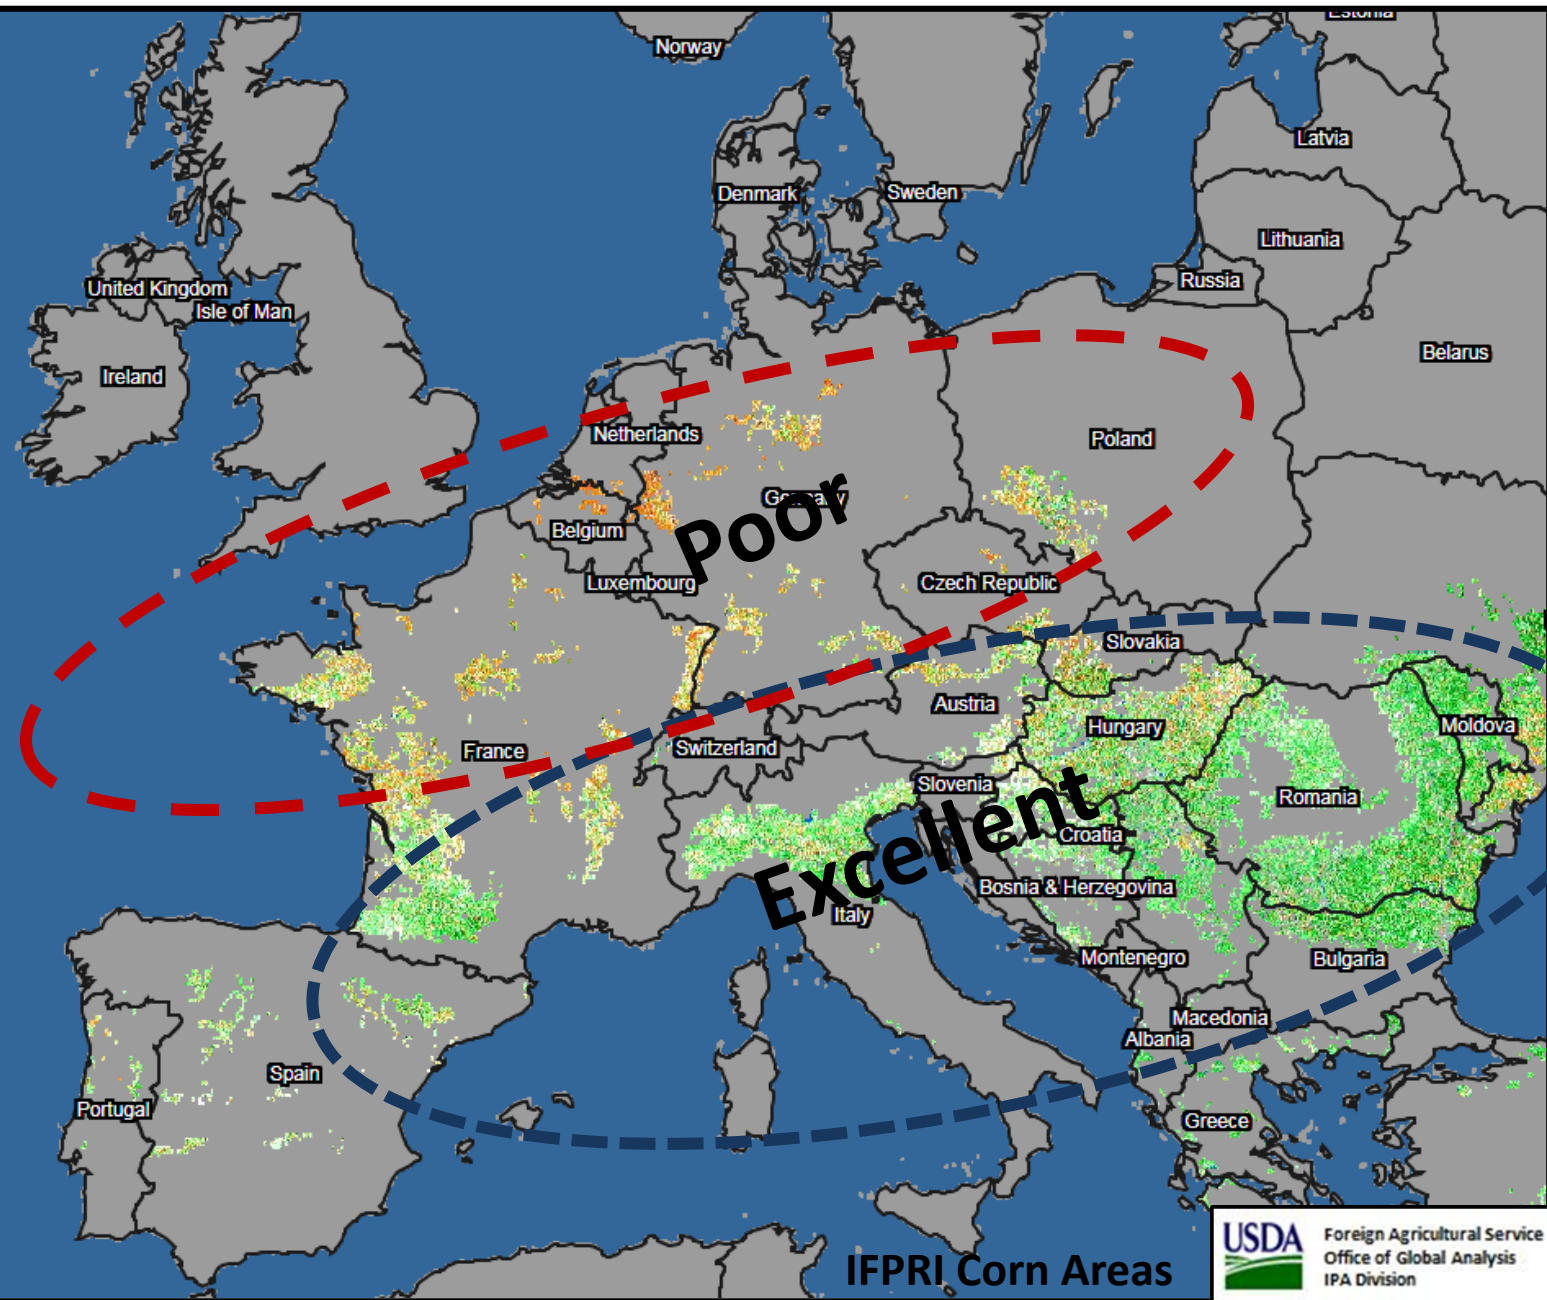 Estonia
Norway
Latvia
Denmark
Sweden
Lithuania
Russia
United Kingdom
Isle of Man
Belarus
Ireland
Netherlands
Poland
Germany
Poor
Belgium
Luxembourg
Czech Republic
Slovakia
Austria
Hungary
Moldova
France
Switzerland
Slovenia
Romania
Excellent
Croatia
Bosnia & Herzegovina
Italy
Montenegro
Bulgaria
Macedonia
Albania
Spain
Portugal
Greece
IFPRI Corn Areas
USDA
Foreign Agricultural Service
Office of Global Analysis
IPA Division